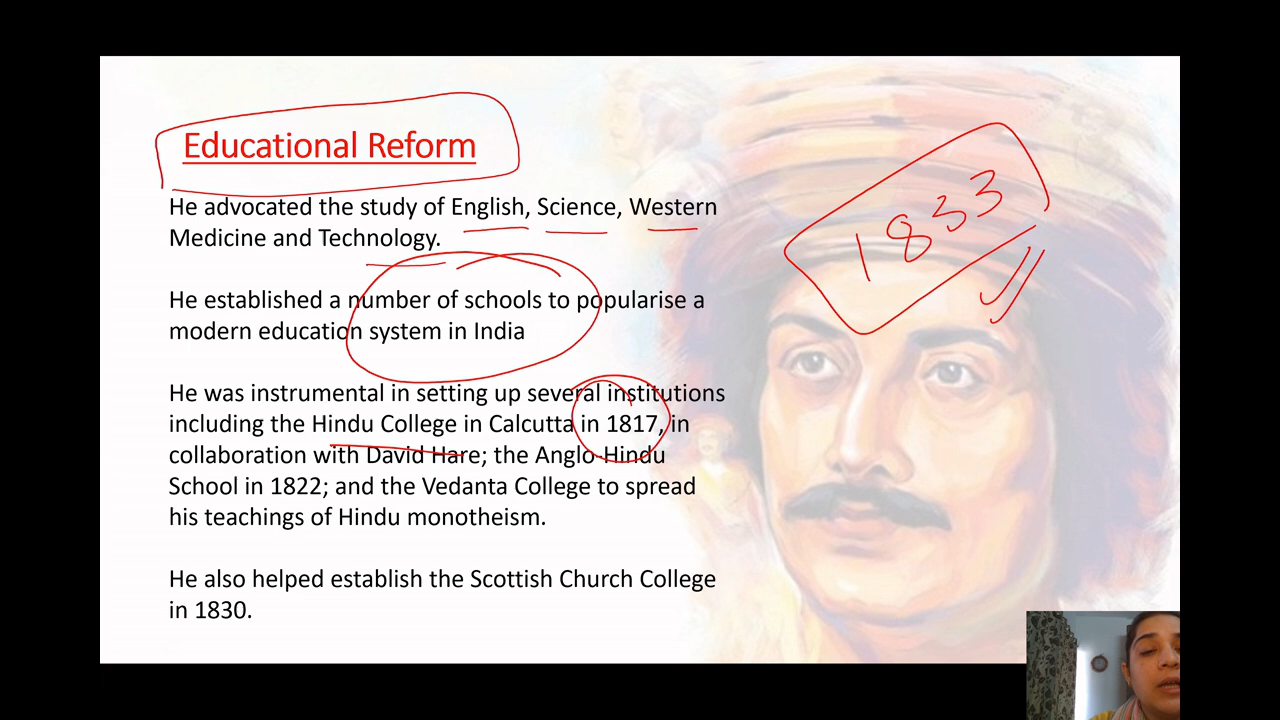 Educational Reform
He advocated the study of English, Science, Western
Medicine and Technology.
He established a number of schools to popularise a
modern education system in India
He was instrumental in setting up several institutions
including the Hindu College in Calcutta in 1817, in
collaboration with David Hare; the Anglo-Hindu
School in 1822; and the Vedanta College to spread
his teachings of Hindu monotheism.
He also helped establish the Scottish Church College
in 1830.
1833